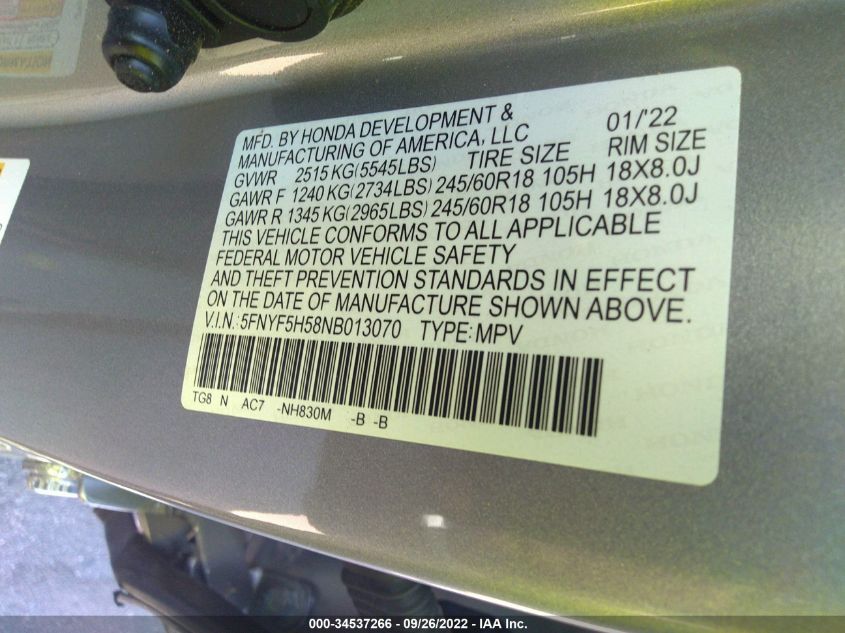 MFD. BY HONDA DEVELOPMENT & 01/'22
MANUFACTURING OF AMERICA, LLC
GVWR 2515 KG(5545LBS) TIRE SIZE RIM SIZE
GAWR F 1240 KG(2734LBS) 245/60R18 105H 18X8.0J
GAWR R 1345 KG(2965LBS) 245/60R18 105H 18X8.0J
THIS VEHICLE CONFORMS TO ALL APPLICABLE
FEDERAL MOTOR VEHICLE SAFETY
AND THEFT PREVENTION STANDARDS IN EFFECT
ON THE DATE OF MANUFACTURE SHOWN ABOVE.
V.I.N.: 5FNYF5H58NB013070 TYPE:MPV
TG8 N AC7 -NH830M -B -B
000-34537266 - 09/26/2022 - IAA Inc.